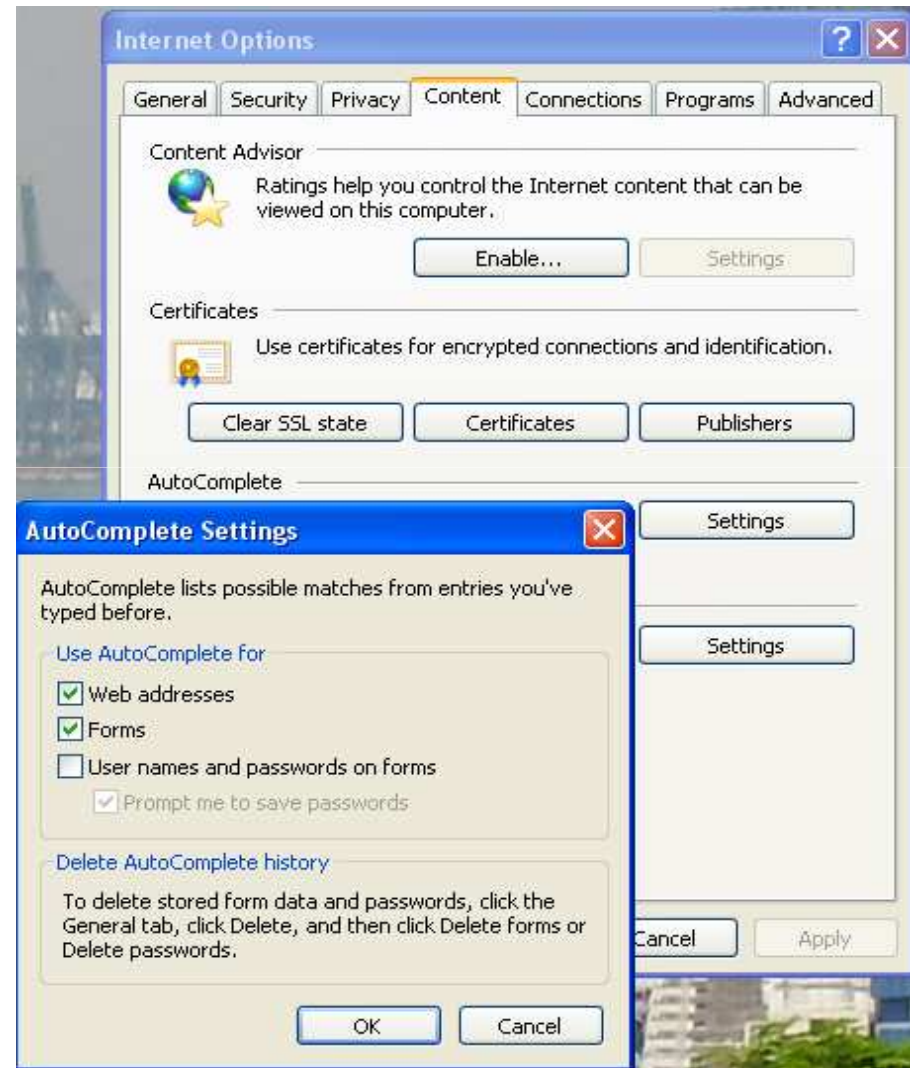 Internet Options
General Security Privacy Content Connections Programs Advanced
Content Advisor
Ratings help you control the Internet content that can be
viewed on this computer.
Enable... Settings
Certificates
Use certificates for encrypted connections and identification.
Clear SSL state Certificates Publishers
AutoComplete
Settings
Settings
Cancel Apply
AutoComplete Settings
AutoComplete lists possible matches from entries you've
typed before.
Use AutoComplete for
Web addresses
Forms
User names and passwords on forms
Prompt me to save passwords
Delete AutoComplete history
To delete stored form data and passwords, click the
General tab, click Delete, and then click Delete forms or
Delete passwords.
OK Cancel